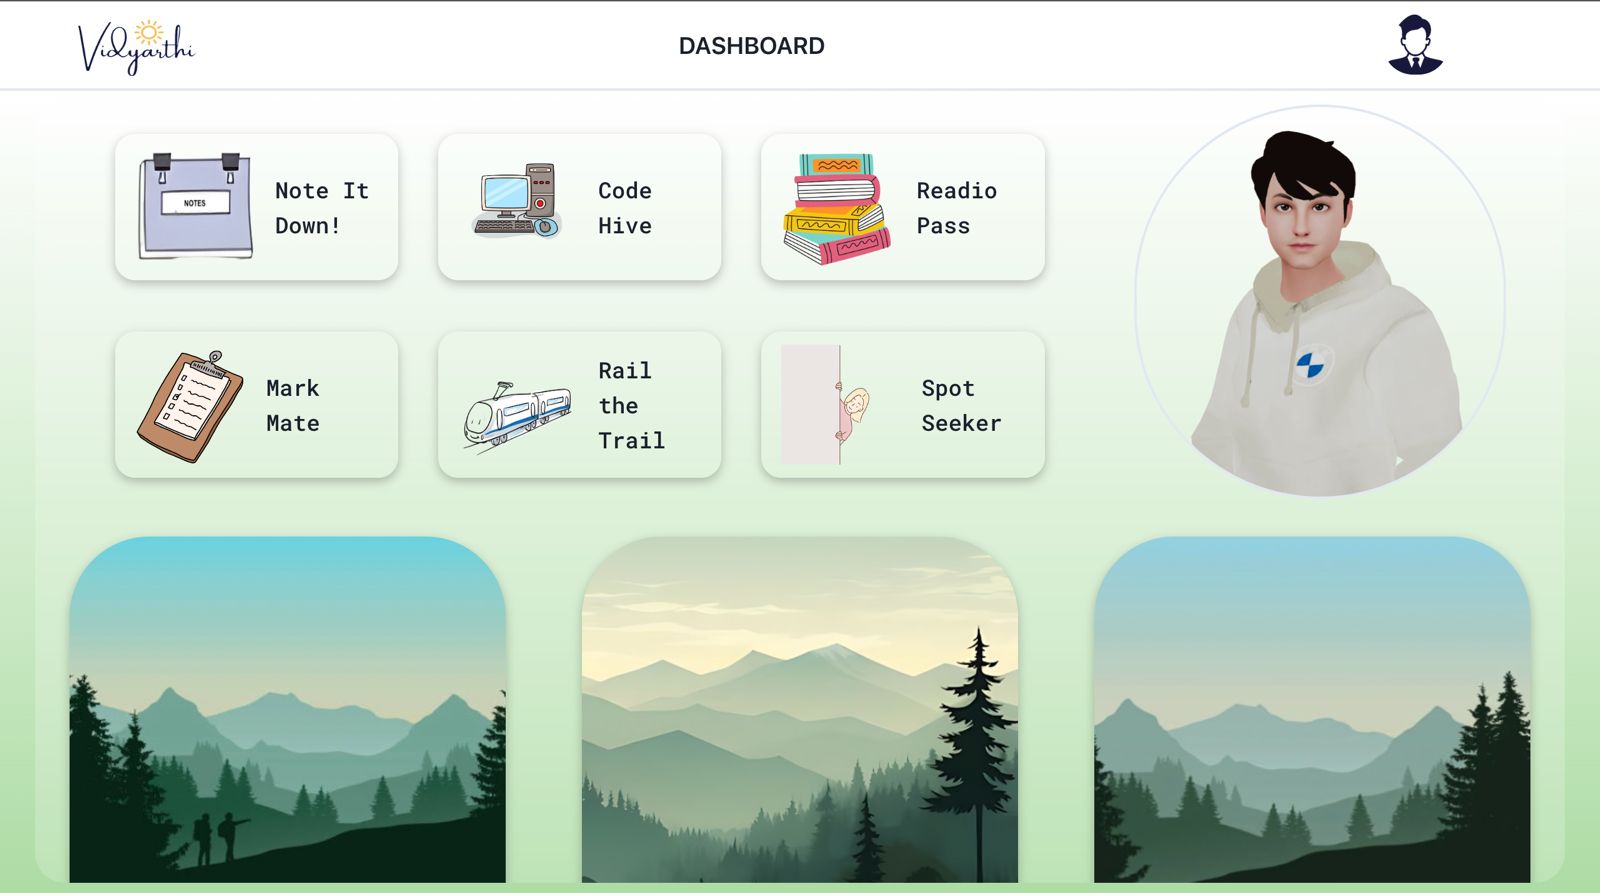 Vidyarthi
DASHBOARD
NOTES
Note It
Down!
Code
Hive
Readio
Pass
Mark
Mate
Rail
the
Trail
Spot
Seeker